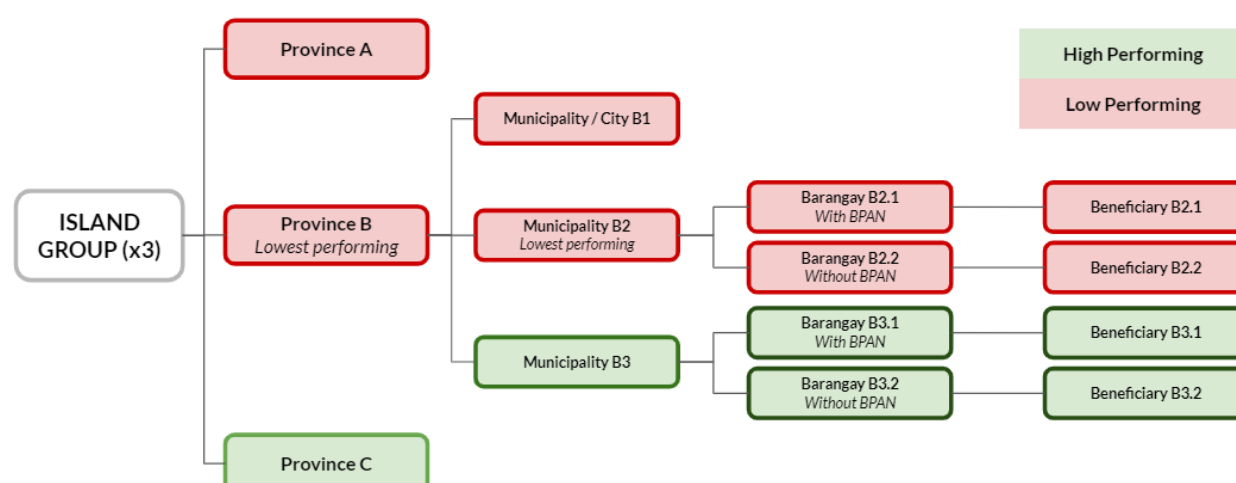 Province A
High Performing
Low Performing
Municipality / City B1
ISLAND
GROUP (x3)
Province B
Lowest performing
Municipality B2
Lowest performing
Barangay B2.1
With BPAN
Beneficiary B2.1
Barangay B2.2
Without BPAN
Beneficiary B2.2
Municipality B3
Barangay B3.1
With BPAN
Beneficiary B3.1
Barangay B3.2
Without BPAN
Beneficiary B3.2
Province C